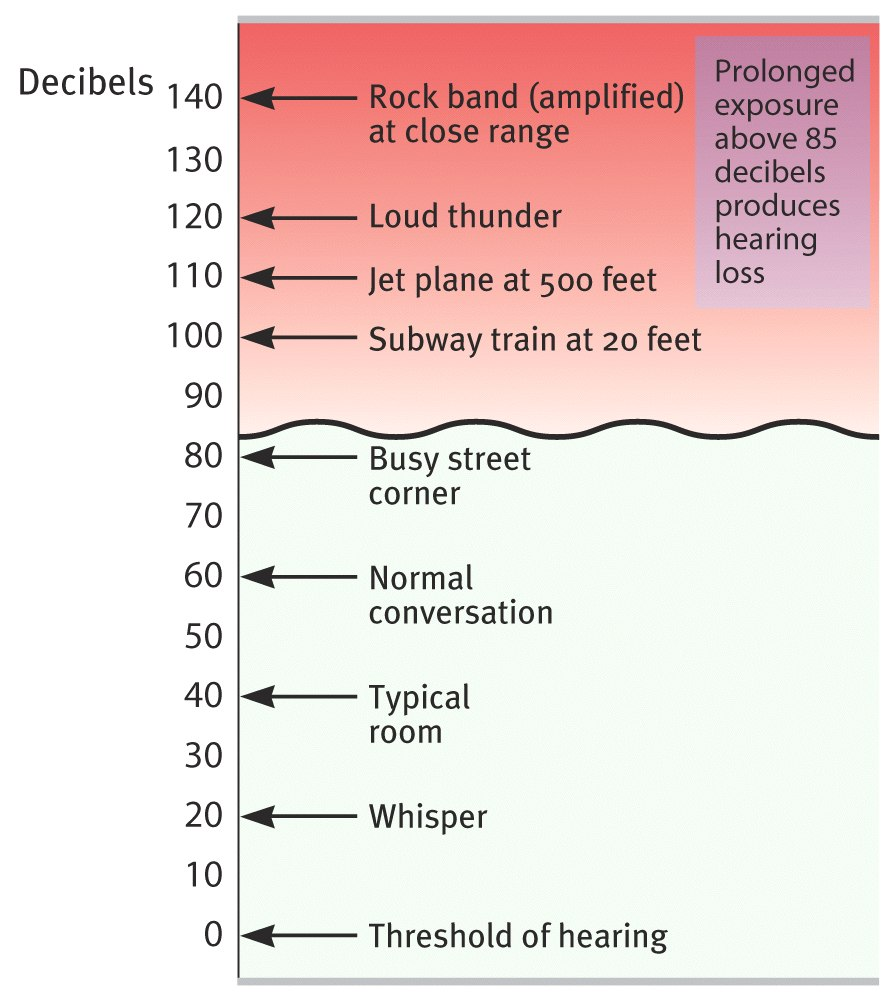 Decibels
140
Rock band (amplified)
at close range
Prolonged
exposure
above 85
decibels
produces
hearing
loss
130
120
Loud thunder
110
Jet plane at 500 feet
100
Subway train at 20 feet
90
80
Busy street
corner
70
60
Normal
conversation
50
40
Typical
room
30
20
Whisper
10
0
Threshold of hearing